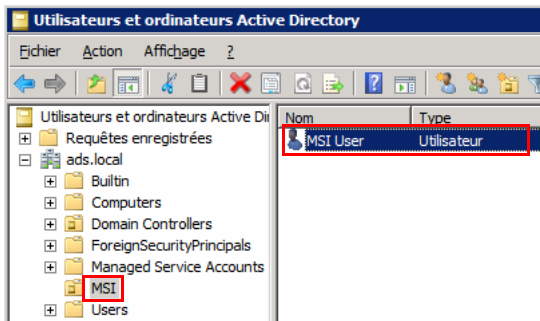 Utilisateurs et ordinateurs Active Directory
Fichier Action Affichage ?
Utilisateurs et ordinateurs Active Di
Nom Type
Requêtes enregistrées
MSI User Utilisateur
ads.local
Builtin
Computers
Domain Controllers
ForeignSecurityPrincipals
Managed Service Accounts
MSI
Users